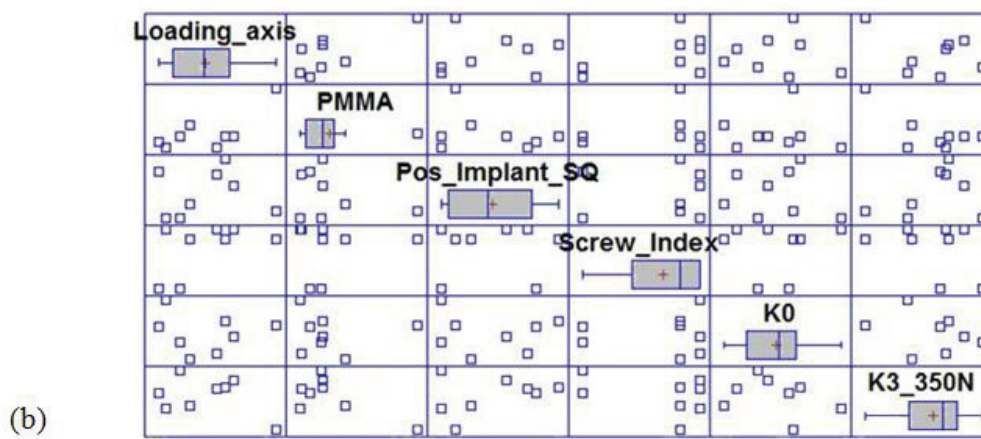 Loading_axis
PMMA
Pos_Implant_SQ
Screw_Index
K0
K3_350N
(b)